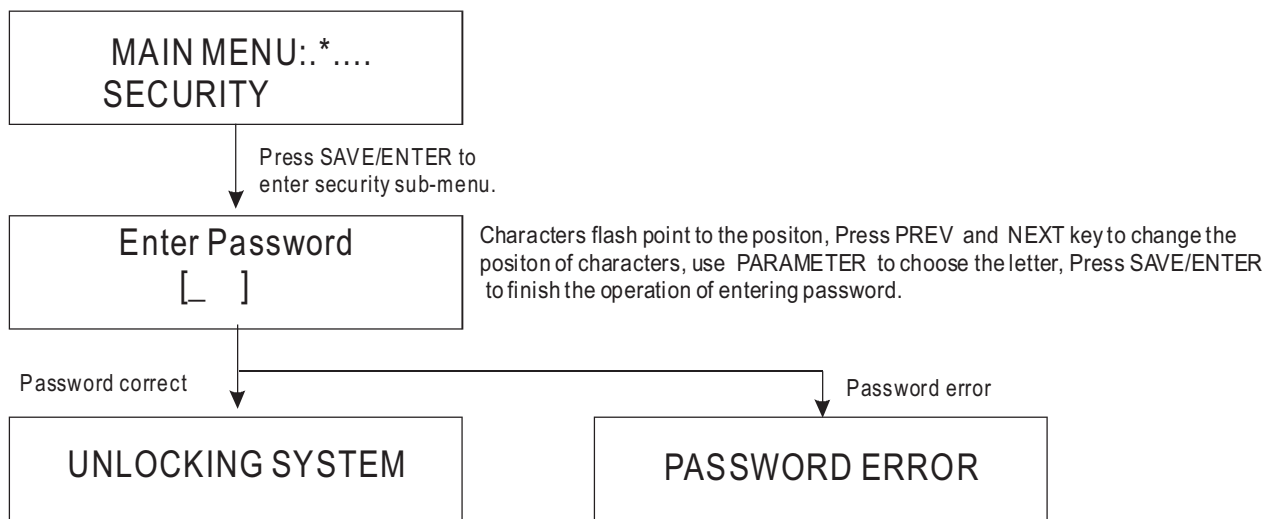 MAIN MENU:.*....
SECURITY
Press SAVE/ENTER to
enter security sub-menu.
Enter Password
[_ ]
Characters flash point to the positon, Press PREV and NEXT key to change the
positon of characters, use PARAMETER to choose the letter, Press SAVE/ENTER
to finish the operation of entering password.
Password correct
Password error
UNLOCKING SYSTEM
PASSWORD ERROR